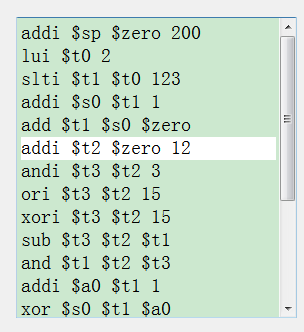 addi $sp $zero 200
lui $t0 2
slti $t1 $t0 123
addi $s0 $t1 1
add $t1 $s0 $zero
addi $t2 $zero 12
andi $t3 $t2 3
ori $t3 $t2 15
xori $t3 $t2 15
sub $t3 $t2 $t1
and $t1 $t2 $t3
addi $a0 $t1 1
xor $s0 $t1 $a0